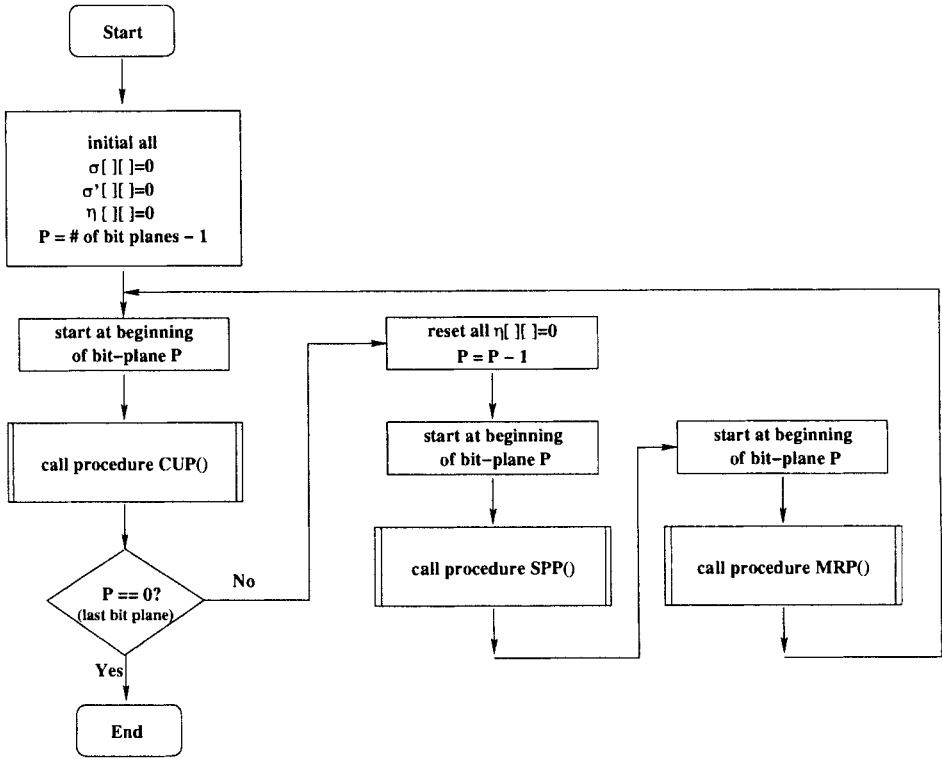 Start
initial all
σ[ ][ ]=0
σ'[ ][ ]=0
η [ ][ ]=0
P = # of bit planes – 1
start at beginning
of bit–plane P
call procedure CUP()
P == 0?
(last bit plane)
No
Yes
End
reset all η[ ][ ]=0
P = P – 1
start at beginning
of bit–plane P
call procedure SPP()
start at beginning
of bit–plane P
call procedure MRP()